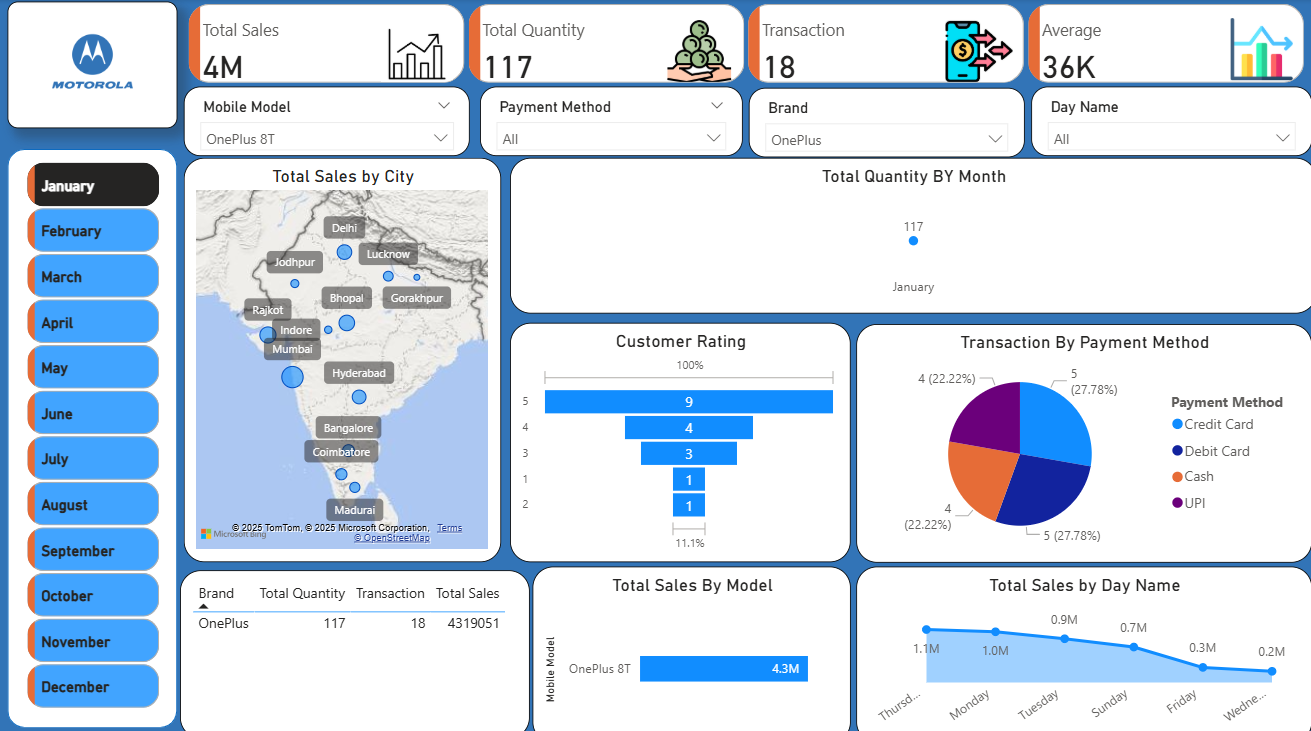 MOTOROLA
Total Sales
4M
Total Quantity
117
Transaction
18
Average
36K
Mobile Model
OnePlus 8T
Payment Method
All
Brand
OnePlus
Day Name
All
January
February
March
April
May
June
July
August
September
October
November
December
Total Sales by City
Delhi
Lucknow
Jodhpur
Bhopal
Gorakhpur
Rajkot
Indore
Mumbai
Hyderabad
Bangalore
Coimbatore
Madurai
© 2025 TomTom, © 2025 Microsoft Corporation, Terms
Microsoft Bing
© OpenStreetMap
Total Quantity BY Month
117
January
Customer Rating
100%
5 9
4 4
3 3
1 1
2 1
11.1%
Transaction By Payment Method
4 (22.22%)
5
(27.78%)
4
(22.22%)
5 (27.78%)
Payment Method
Credit Card
Debit Card
Cash
UPI
Brand Total Quantity Transaction Total Sales
OnePlus 117 18 4319051
Total Sales By Model
Mobile Model
OnePlus 8T 4.3M
Total Sales by Day Name
1.1M 1.0M 0.9M 0.7M 0.3M 0.2M
Thursd... Monday Tuesday Sunday Friday Wedne...